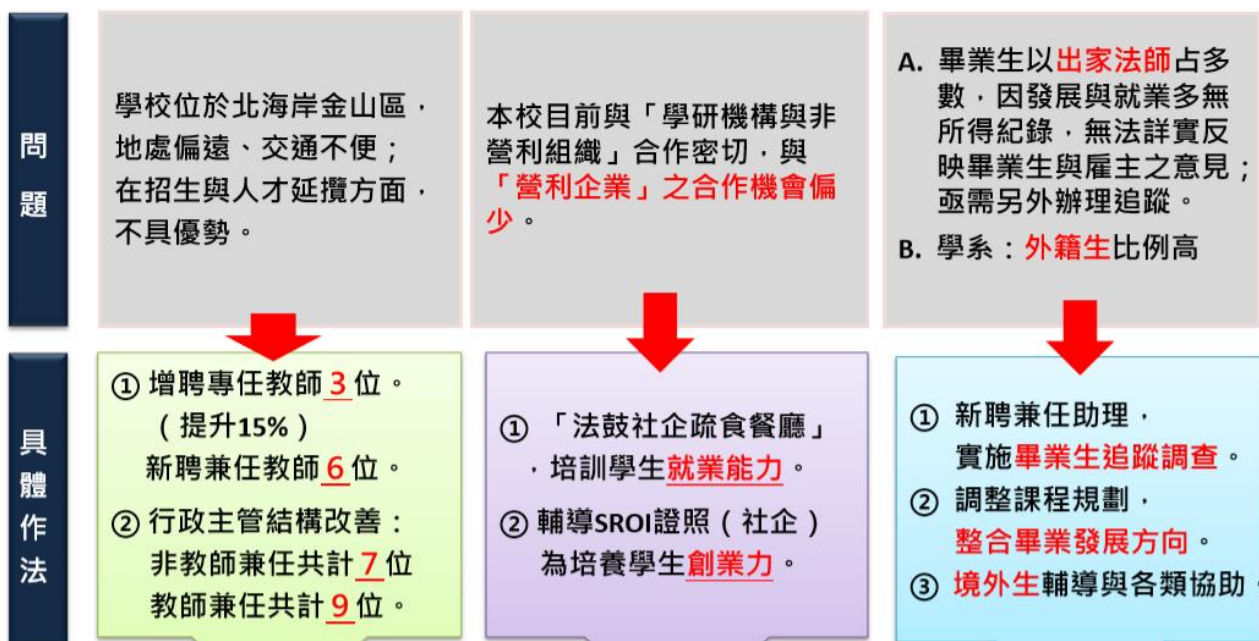 問題
學校位於北海岸金山區，
地處偏遠、交通不便；
在招生與人才延攬方面，
不具優勢。
本校目前與「學研機構與非
營利組織」合作密切，與
「營利企業」之合作機會偏
少。
A. 畢業生以出家法師占多
數，因發展與就業多無
所得紀錄，無法詳實反
映畢業生與雇主之意見；
亟需另外辦理追蹤。
B. 學系：外籍生比例高
具體作法
① 增聘專任教師3位。
（提升15%）
新聘兼任教師6位。
② 行政主管結構改善：
非教師兼任共計7位
教師兼任共計9位。
① 「法鼓社企疏食餐廳」
，培訓學生就業能力。
② 輔導SROI證照（社企）
為培養學生創業力。
① 新聘兼任助理，
實施畢業生追蹤調查。
② 調整課程規劃，
整合畢業發展方向。
③ 境外生輔導與各類協助。